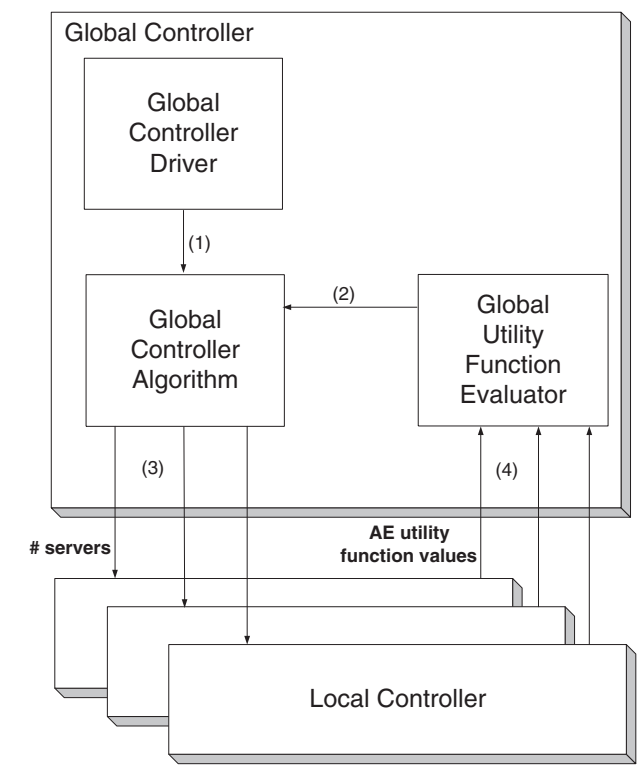 Global Controller
Global
Controller
Driver
(1)
(2)
Global
Controller
Algorithm
Global
Utility
Function
Evaluator
(3)
(4)
# servers
AE utility
function values
Local Controller